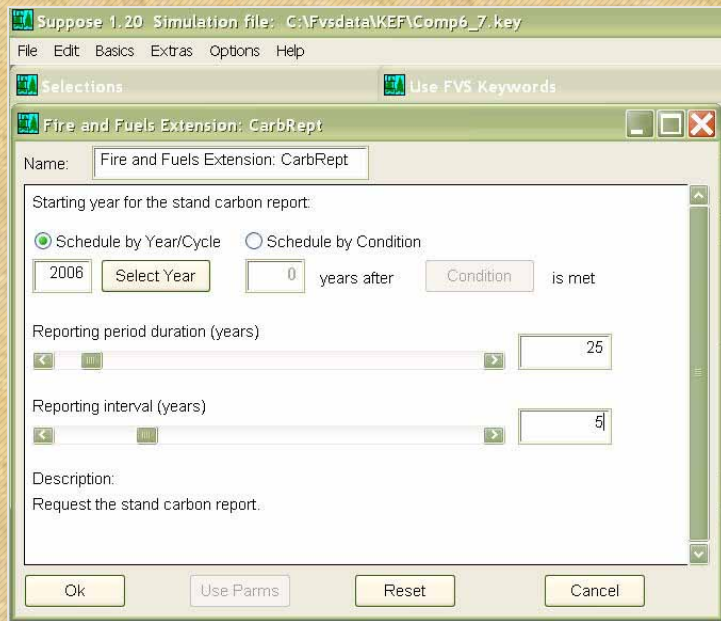 Suppose 1.20 Simulation file: C:\Fvsdata\KEF\Comp6_7.key
File Edit Basics Extras Options Help
Selections Use FVS Keywords
Fire and Fuels Extension: CarbRept
Name: Fire and Fuels Extension: CarbRept
Starting year for the stand carbon report:
Schedule by Year/Cycle Schedule by Condition
2006 Select Year 0 years after Condition is met
Reporting period duration (years)
25
Reporting interval (years)
5
Description:
Request the stand carbon report.
Ok Use Parms Reset Cancel